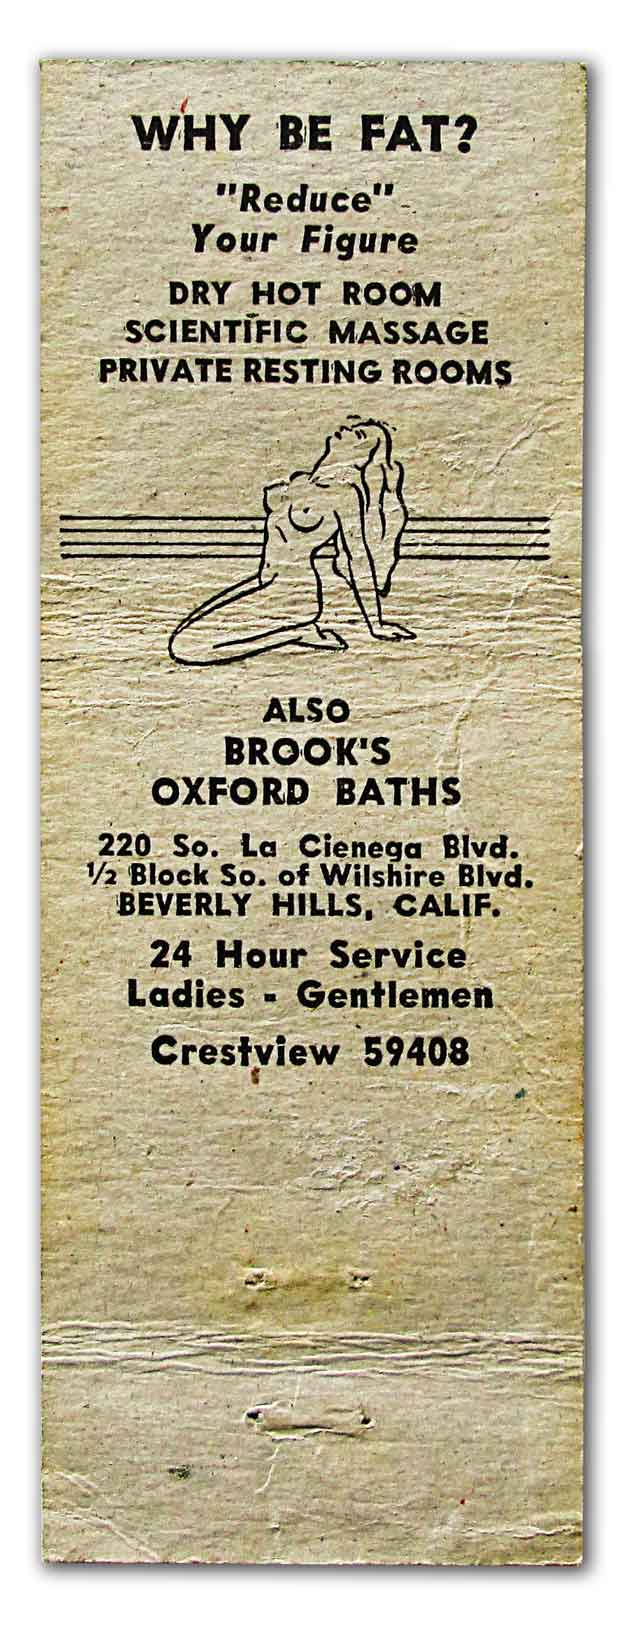 WHY BE FAT?
"Reduce"
Your Figure
DRY HOT ROOM
SCIENTIFIC MASSAGE
PRIVATE RESTING ROOMS
ALSO
BROOK'S
OXFORD BATHS
220 So. La Cienega Blvd.
½ Block So. of Wilshire Blvd.
BEVERLY HILLS, CALIF.
24 Hour Service
Ladies - Gentlemen
Crestview 59408